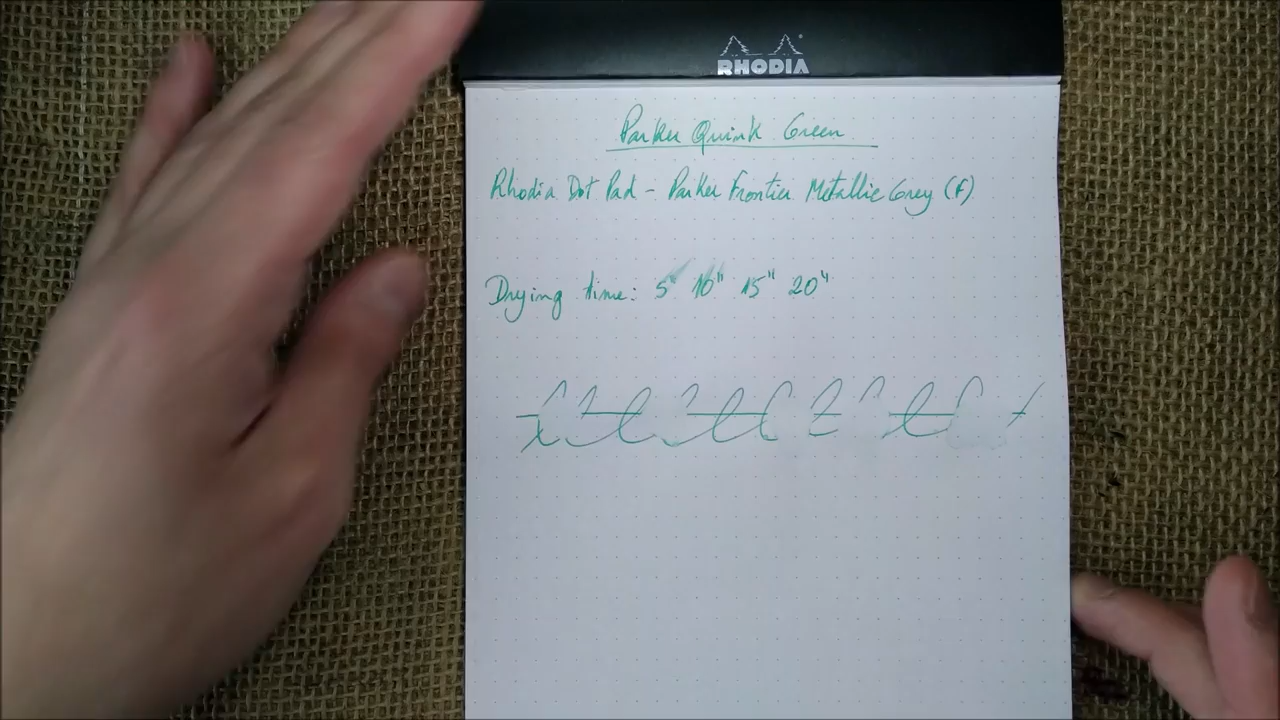 RHODIA
Parker Quink Green
Rhodia Dot Pad - Parker Frontier Metallic Grey (F)
Drying time: 5" 10" 15" 20"